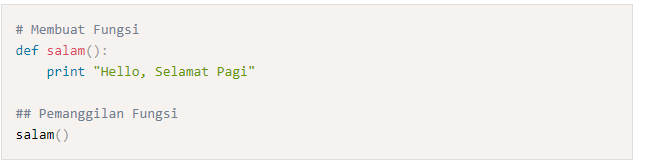 # Membuat Fungsi
def salam():
    print "Hello, Selamat Pagi"

## Pemanggilan Fungsi
salam()